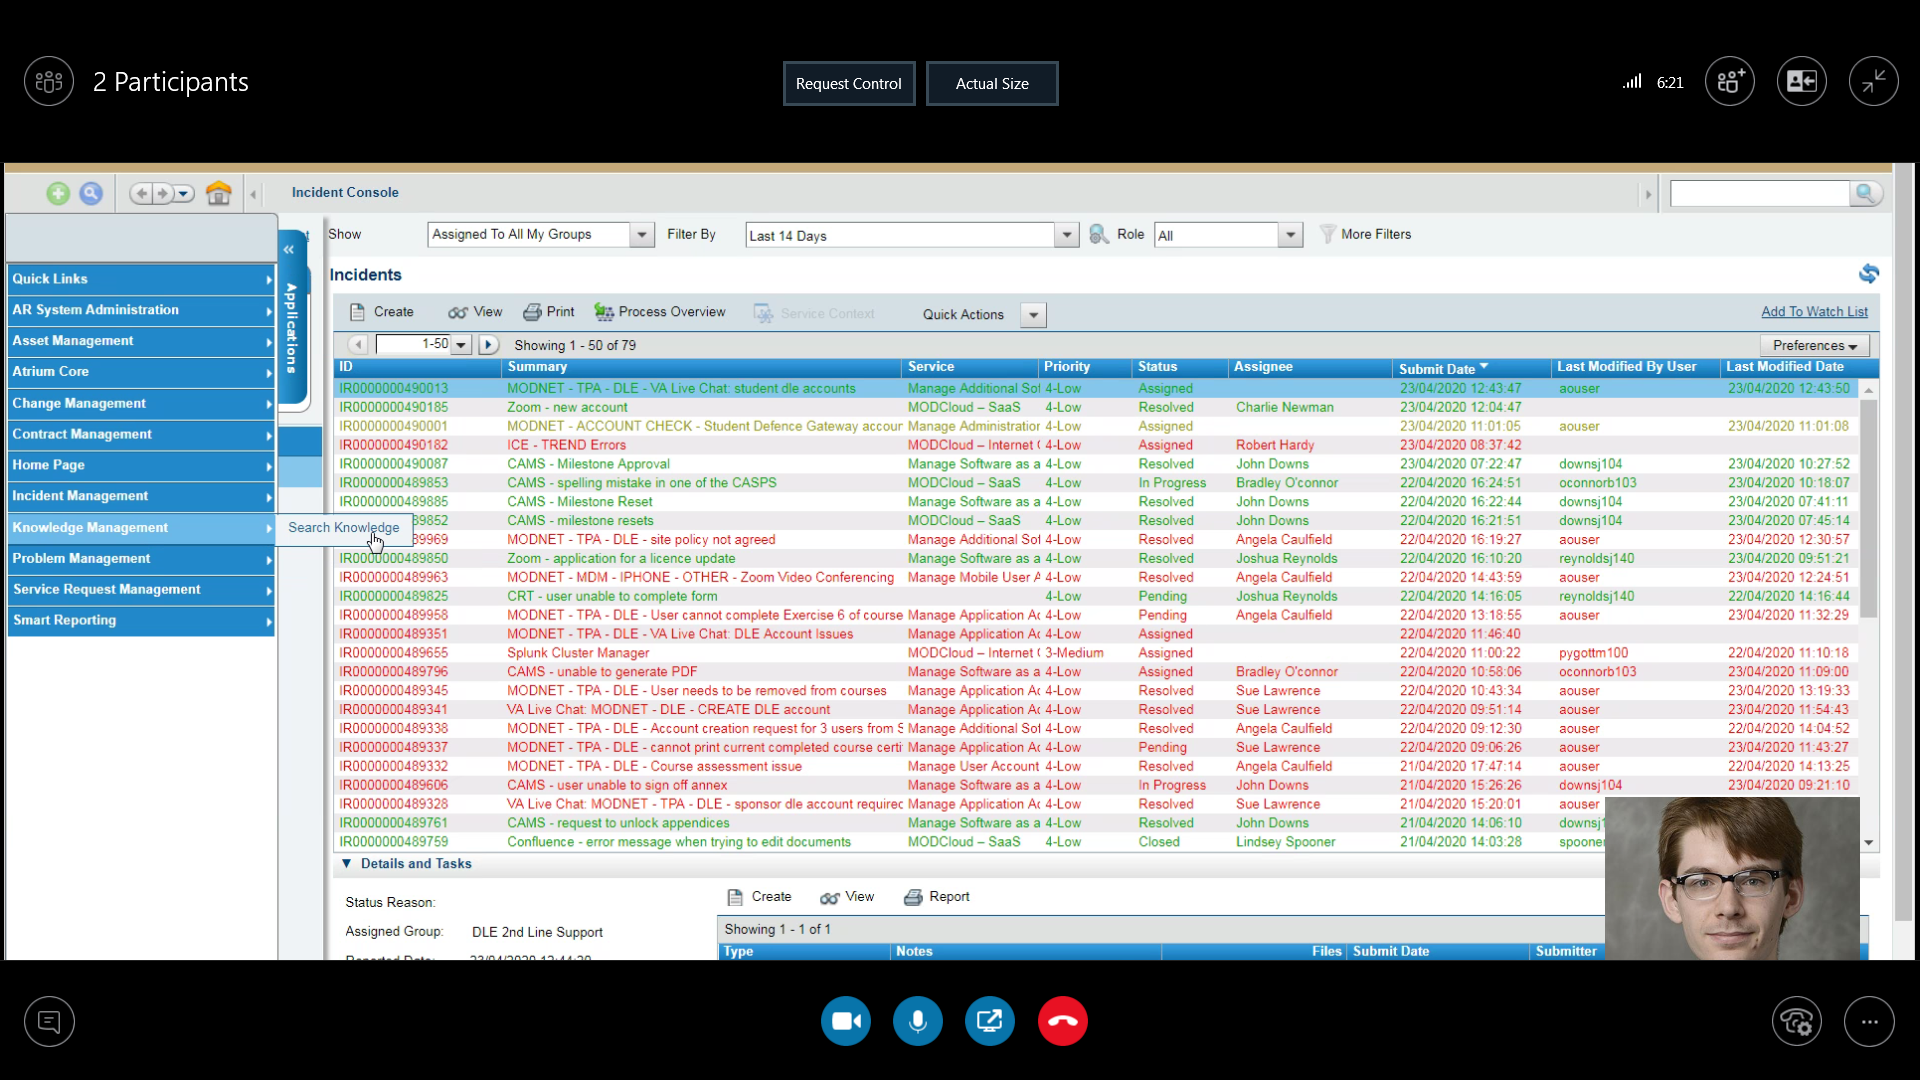 2 Participants
Request Control
Actual Size
6:21
Incident Console
Show
Assigned To All My Groups
Filter By
Last 14 Days
Role
All
More Filters
Incidents
Create View Print Process Overview Service Context Quick Actions Add To Watch List
1-50 Showing 1 - 50 of 79 Preferences
Quick Links
AR System Administration
Asset Management
Atrium Core
Change Management
Contract Management
Home Page
Incident Management
Knowledge Management
Search Knowledge
Problem Management
Service Request Management
Smart Reporting
Applications
ID Summary Service Priority Status Assignee Submit Date Last Modified By User Last Modified Date
IR0000000490013 MODNET - TPA - DLE - VA Live Chat: student dle accounts Manage Additional Sof 4-Low Assigned 23/04/2020 12:43:47 aouser 23/04/2020 12:43:50
IR0000000490185 Zoom - new account MODCloud – SaaS 4-Low Resolved Charlie Newman 23/04/2020 12:04:47
IR0000000490001 MODNET - ACCOUNT CHECK - Student Defence Gateway accour Manage Administration 4-Low Assigned 23/04/2020 11:01:05 aouser 23/04/2020 11:01:08
IR0000000490182 ICE - TREND Errors MODCloud – Internet ( 4-Low Assigned Robert Hardy 23/04/2020 08:37:42
IR0000000490087 CAMS - Milestone Approval Manage Software as a 4-Low Resolved John Downs 23/04/2020 07:22:47 downsj104 23/04/2020 10:27:52
IR0000000489853 CAMS - spelling mistake in one of the CASPS MODCloud – SaaS 4-Low In Progress Bradley O'connor 22/04/2020 16:24:51 oconnorb103 23/04/2020 10:18:07
IR0000000489885 CAMS - Milestone Reset Manage Software as a 4-Low Resolved John Downs 22/04/2020 16:22:44 downsj104 23/04/2020 07:41:11
89852 CAMS - milestone resets MODCloud – SaaS 4-Low Resolved John Downs 22/04/2020 16:21:51 downsj104 23/04/2020 07:45:14
89969 MODNET - TPA - DLE - site policy not agreed Manage Additional Sof 4-Low Resolved Angela Caulfield 22/04/2020 16:19:27 aouser 23/04/2020 12:30:57
IR0000000489850 Zoom - application for a licence update Manage Software as a 4-Low Resolved Joshua Reynolds 22/04/2020 16:10:20 reynoldsj140 23/04/2020 09:51:21
IR0000000489963 MODNET - MDM - IPHONE - OTHER - Zoom Video Conferencing Manage Mobile User A 4-Low Resolved Angela Caulfield 22/04/2020 14:43:59 aouser 23/04/2020 12:24:51
IR0000000489825 CRT - user unable to complete form 4-Low Pending Joshua Reynolds 22/04/2020 14:16:05 reynoldsj140 22/04/2020 14:16:44
IR0000000489958 MODNET - TPA - DLE - User cannot complete Exercise 6 of course Manage Application Ac 4-Low Pending Angela Caulfield 22/04/2020 13:18:55 aouser 23/04/2020 11:32:29
IR0000000489351 MODNET - TPA - DLE - VA Live Chat: DLE Account Issues Manage Application Ac 4-Low Assigned 22/04/2020 11:46:40
IR0000000489655 Splunk Cluster Manager MODCloud – Internet ( 3-Medium Assigned 22/04/2020 11:00:22 pygottm100 22/04/2020 11:10:18
IR0000000489796 CAMS - unable to generate PDF Manage Software as a 4-Low Assigned Bradley O'connor 22/04/2020 10:58:06 oconnorb103 23/04/2020 11:09:00
IR0000000489345 MODNET - TPA - DLE - User needs to be removed from courses Manage Application Ac 4-Low Resolved Sue Lawrence 22/04/2020 10:43:34 aouser 23/04/2020 13:19:33
IR0000000489341 VA Live Chat: MODNET - DLE - CREATE DLE account Manage Application Ac 4-Low Resolved Sue Lawrence 22/04/2020 09:51:14 aouser 23/04/2020 11:54:43
IR0000000489338 MODNET - TPA - DLE - Account creation request for 3 users from S Manage Additional Sof 4-Low Resolved Angela Caulfield 22/04/2020 09:12:30 aouser 22/04/2020 14:04:52
IR0000000489337 MODNET - TPA - DLE - cannot print current completed course certi Manage Application Ac 4-Low Pending Sue Lawrence 22/04/2020 09:06:26 aouser 23/04/2020 11:43:27
IR0000000489332 MODNET - TPA - DLE - Course assessment issue Manage User Account 4-Low Resolved Angela Caulfield 21/04/2020 17:47:14 aouser 22/04/2020 14:13:25
IR0000000489606 CAMS - user unable to sign off annex Manage Software as a 4-Low In Progress John Downs 21/04/2020 15:26:26 downsj104 23/04/2020 09:21:10
IR0000000489328 VA Live Chat: MODNET - TPA - DLE - sponsor dle account required Manage Application Ac 4-Low Resolved Sue Lawrence 21/04/2020 15:20:01 aouser
IR0000000489761 CAMS - request to unlock appendices Manage Software as a 4-Low Resolved John Downs 21/04/2020 14:06:10 downsj1
IR0000000489759 Confluence - error message when trying to edit documents MODCloud – SaaS 4-Low Closed Lindsey Spooner 21/04/2020 14:03:28 spooner
Details and Tasks
Status Reason:
Assigned Group: DLE 2nd Line Support
Reported Date: 23/04/2020 12:44:20
Create View Report
Showing 1 - 1 of 1
Type Notes Files Submit Date Submitter